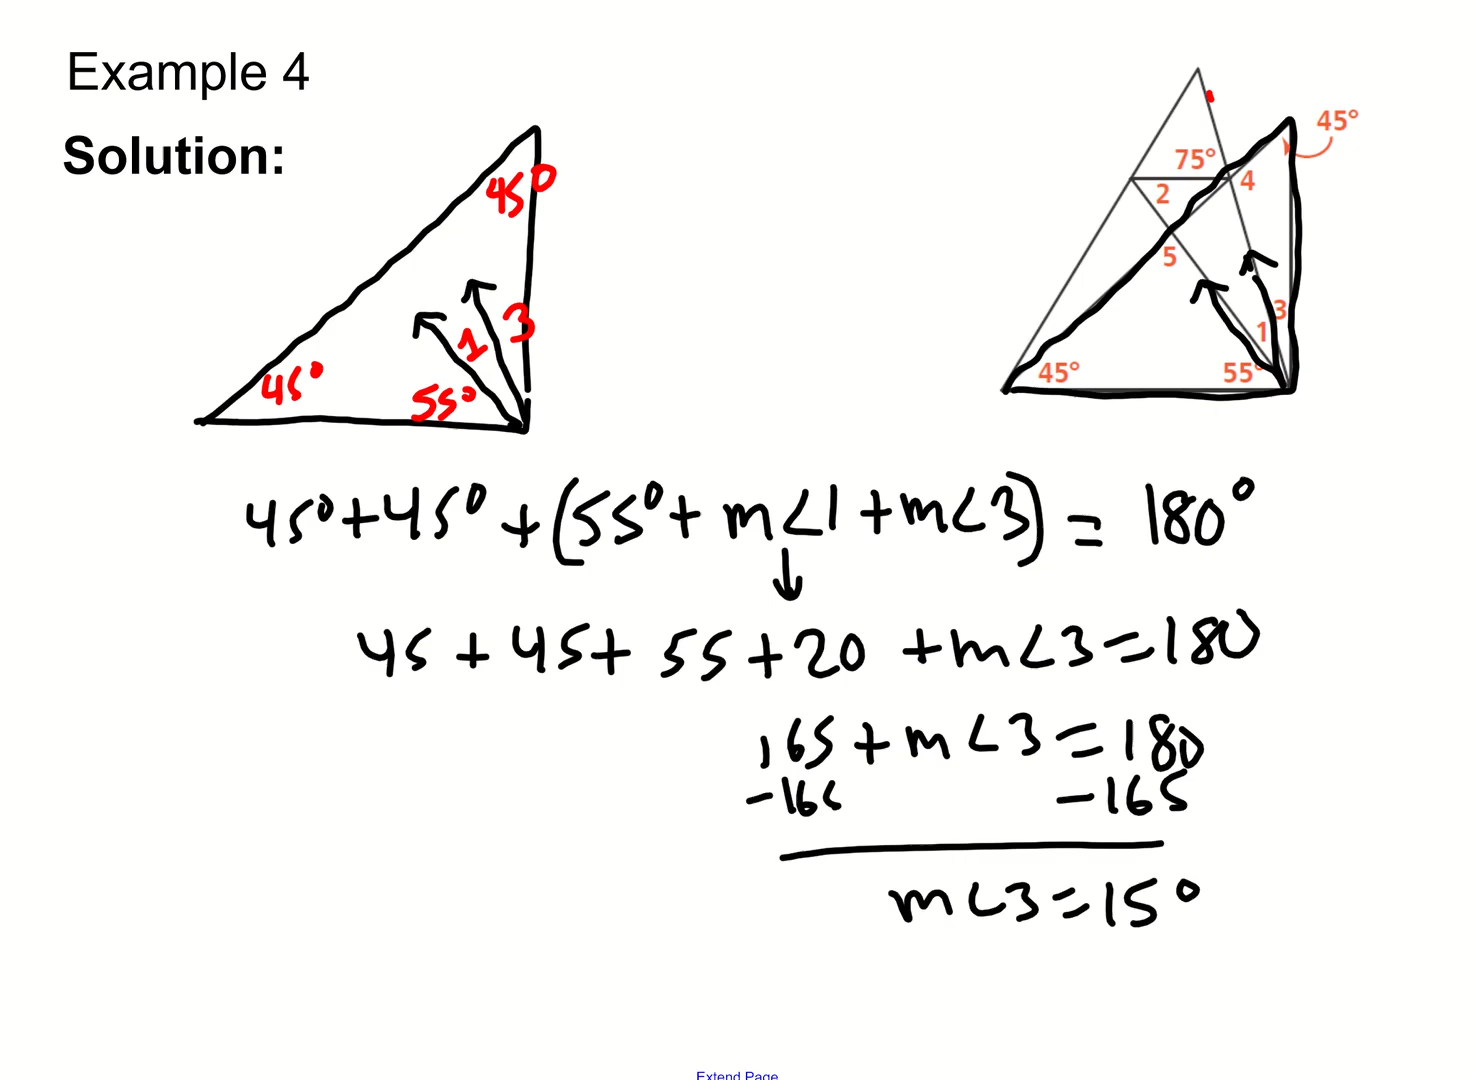 Example 4
Solution:
45°
45°
55°
1
3
75°
45°
2
4
5
3
1
45°
55°
45°+45°+(55°+m∠1+m∠3)=180°
45+45+55+20+m∠3=180
165+m∠3=180
-165 -165
m∠3=15°
Extend Page